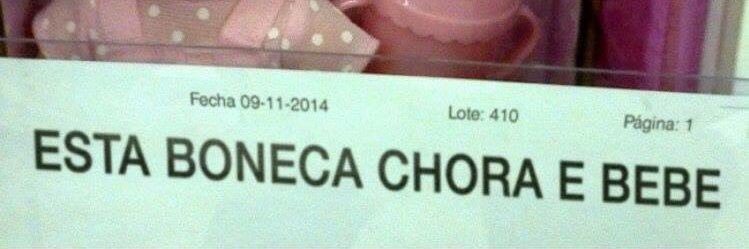 Fecha 09-11-2014 Lote: 410 Página: 1
ESTA BONECA CHORA E BEBE